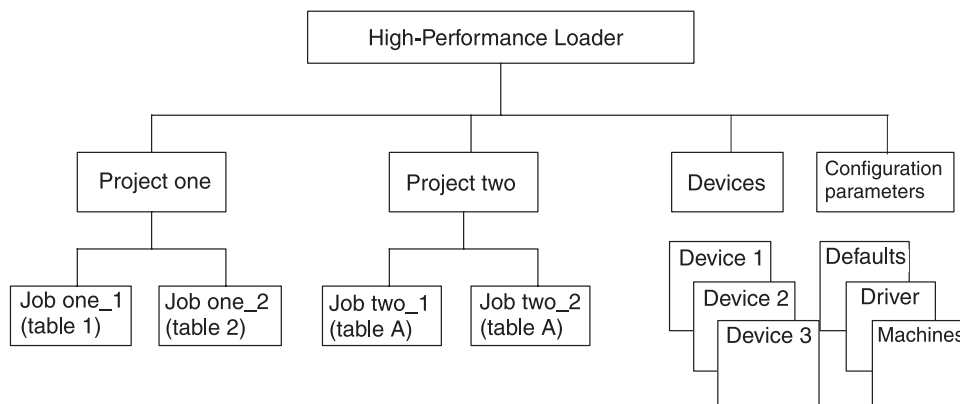 High-Performance Loader
Project one
Project two
Devices
Configuration
parameters
Job one_1
(table 1)
Job one_2
(table 2)
Job two_1
(table A)
Job two_2
(table A)
Device 1
Device 2
Device 3
Defaults
Driver
Machines